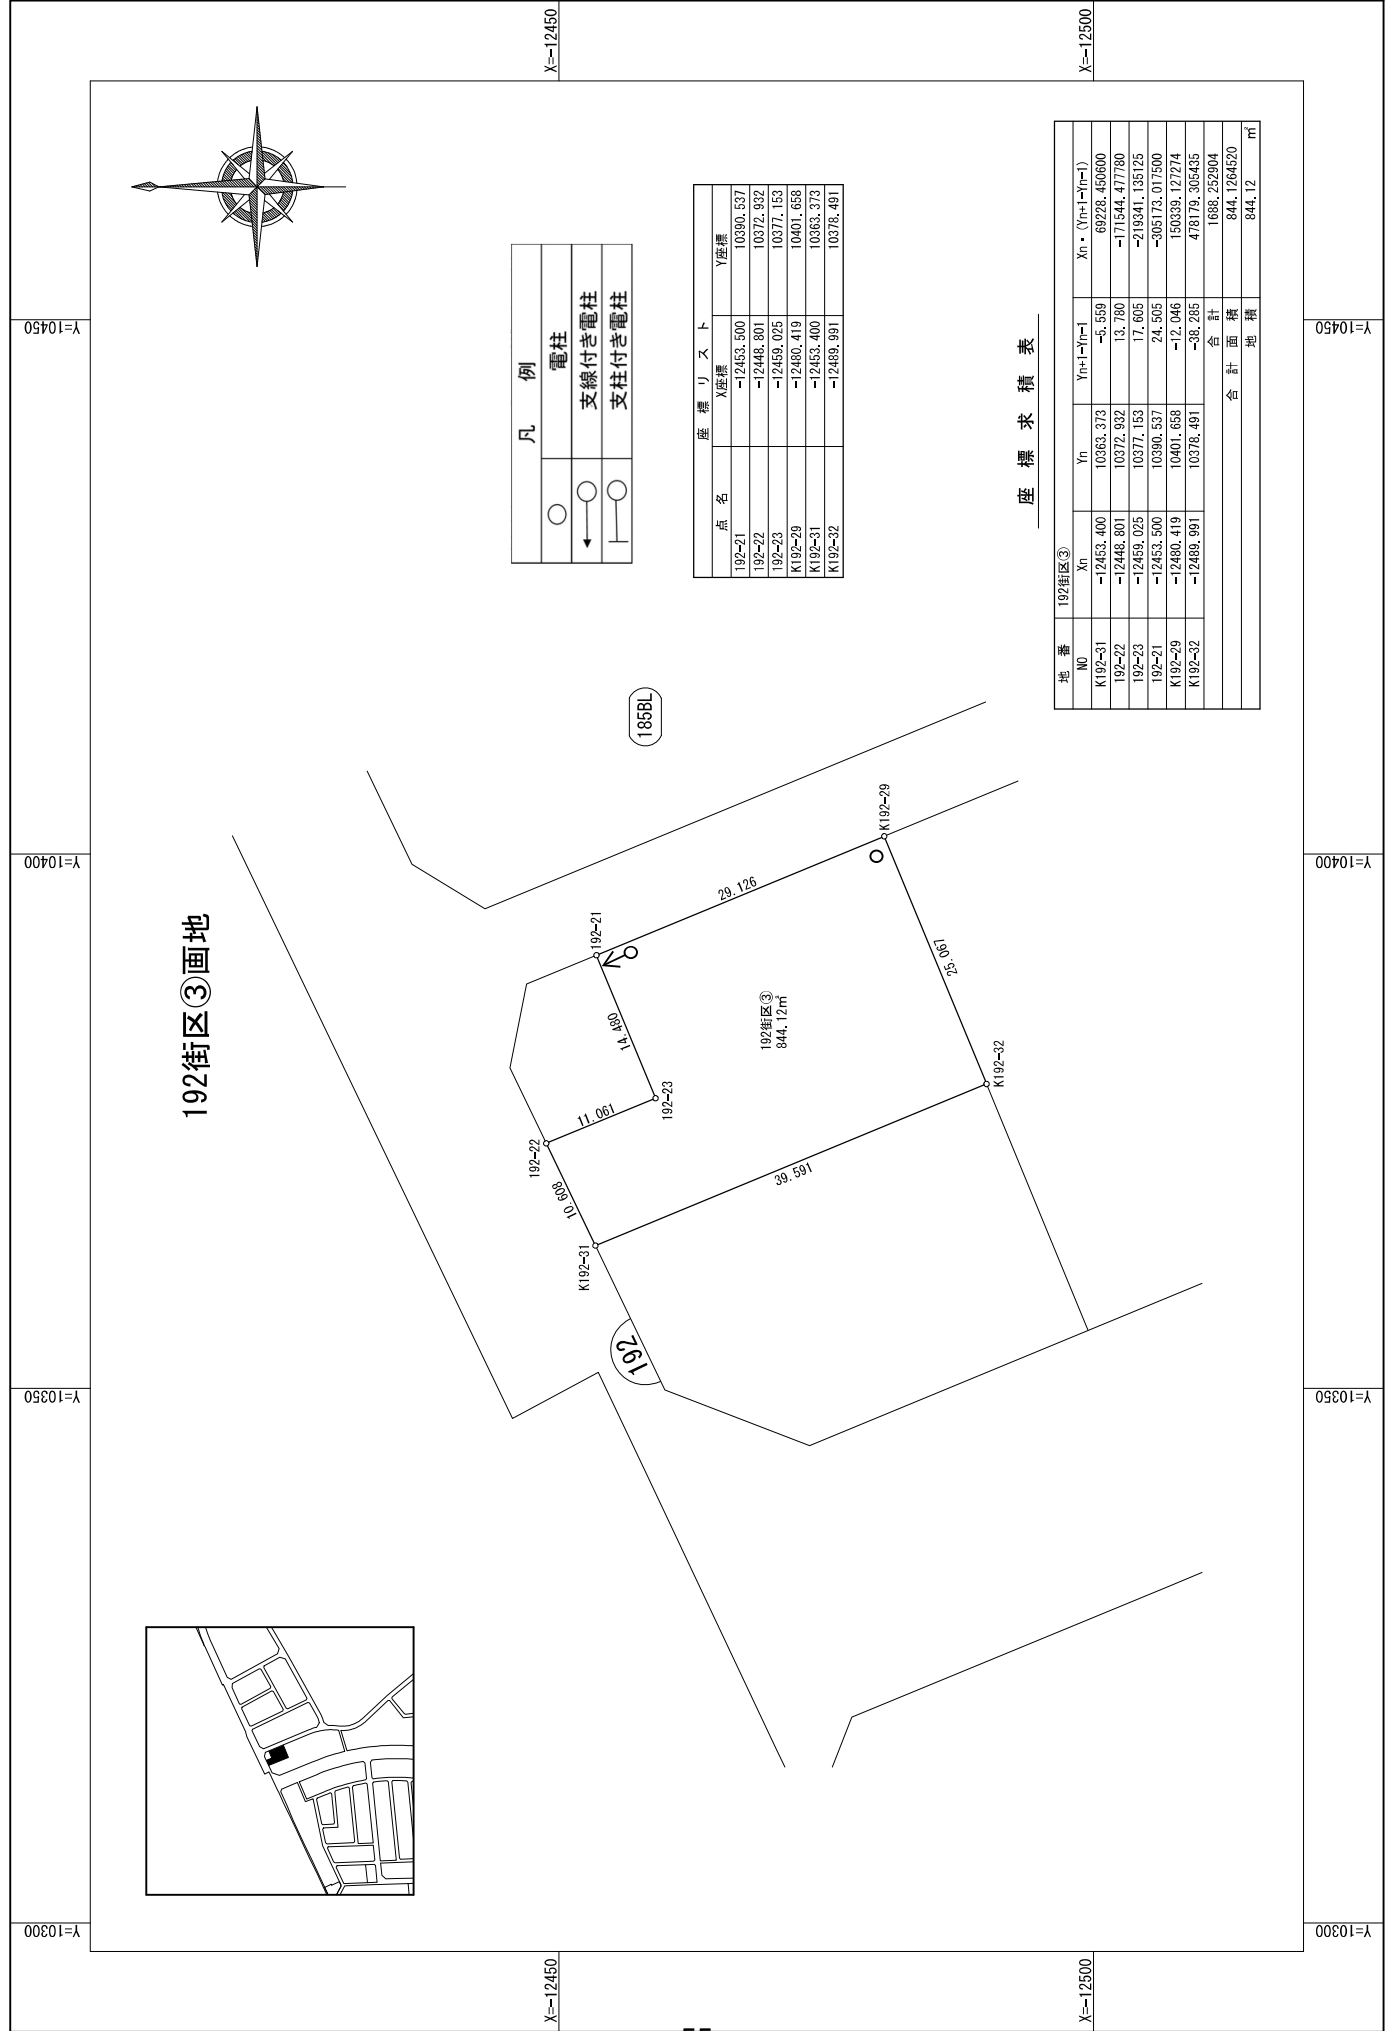 192街区③画地
X=-12450
X=-12500
Y=10450
Y=10400
Y=10350
Y=10300
Y=10450
Y=10400
Y=10350
Y=10300
X=-12450
X=-12500
凡 例
電柱
支線付き電柱
支柱付き電柱
座 標 リ ス ト
点 名 X座標 Y座標
192-21 -12453.500 10390.537
192-22 -12448.801 10372.932
192-23 -12459.025 10377.153
K192-29 -12480.419 10401.658
K192-31 -12453.400 10363.373
K192-32 -12489.991 10378.491
座 標 求 積 表
地 番 192街区③
NO Xn Yn Yn+1-Yn-1 Xn・(Yn+1-Yn-1)
K192-31 -12453.400 10363.373 -5.559 69228.450600
192-22 -12448.801 10372.932 13.780 -171544.477780
192-23 -12459.025 10377.153 17.605 -219341.135125
192-21 -12453.500 10390.537 24.505 -305173.017500
K192-29 -12480.419 10401.658 -12.046 150339.127274
K192-32 -12489.991 10378.491 -38.285 478179.305435
合 計 1688.252904
合 計 面 積 844.1264520
地 積 844.12 ㎡
185BL
192
K192-31
10.608
192-22
11.061
192-23
14.480
192-21
29.126
K192-29
25.067
K192-32
39.591
192街区③
844.12㎡